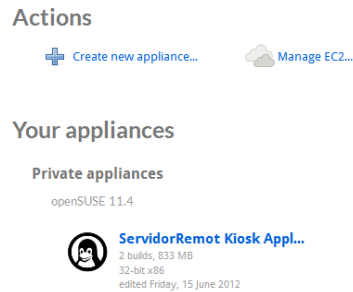 Actions
Create new appliance...
Manage EC2...
Your appliances
Private appliances
openSUSE 11.4
ServidorRemot Kiosk Appl...
2 builds, 833 MB
32-bit x86
edited Friday, 15 June 2012